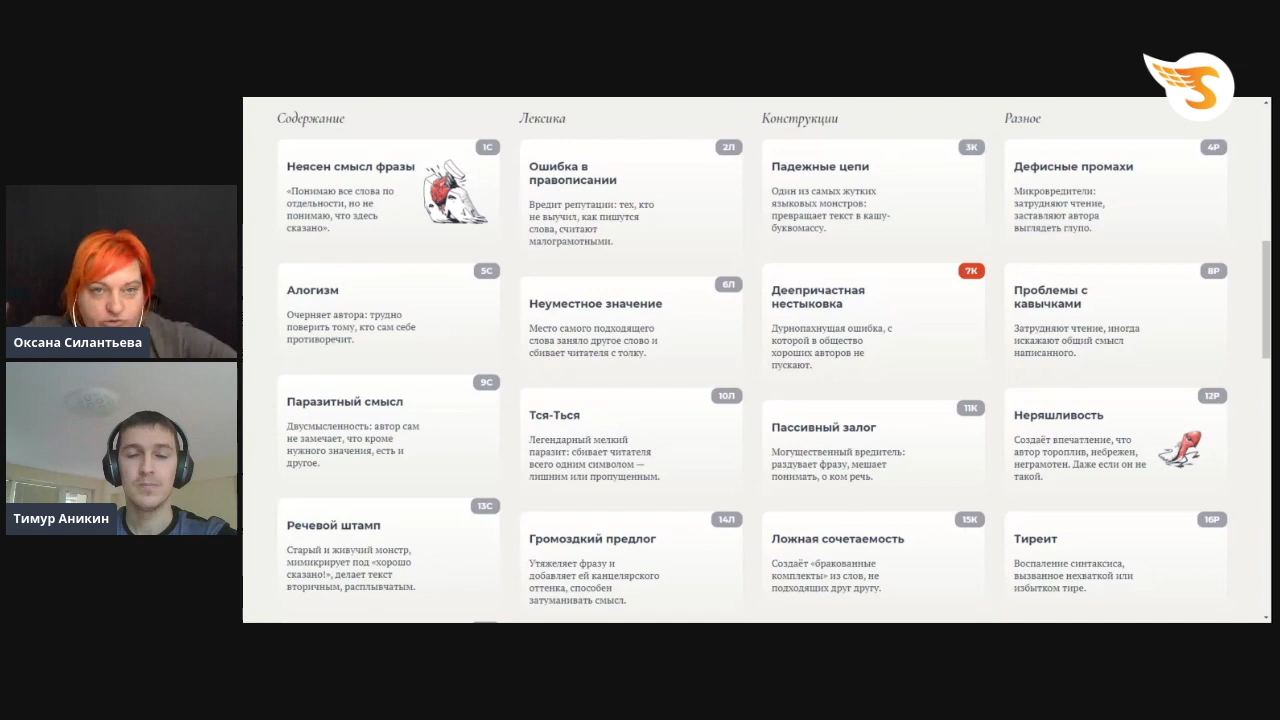 Содержание
Лексика
Конструкции
Разное
1С
Неясен смысл фразы
«Понимаю все слова по
отдельности, но не
понимаю, что здесь
сказано».
2Л
Ошибка в
правописании
Вредит репутации: тех, кто
не выучил, как пишутся
слова, считают
малограмотными.
3К
Падежные цепи
Один из самых жутких
языковых монстров:
превращает текст в кашу-
буквомассу.
4Р
Дефисные промахи
Микровредители:
затрудняют чтение,
заставляют автора
выглядеть глупо.
5С
Алогизм
Очерняет автора: трудно
поверить тому, кто сам себе
противоречит.
6Л
Неуместное значение
Место самого подходящего
слова заняло другое слово и
сбивает читателя с толку.
7К
Деепричастная
нестыковка
Дурнопахнущая ошибка, с
которой в общество
хороших авторов не
пускают.
8Р
Проблемы с
кавычками
Затрудняют чтение, иногда
искажают общий смысл
написанного.
9С
Паразитный смысл
Двусмысленность: автор сам
не замечает, что кроме
нужного значения, есть и
другое.
10Л
Тся-Ться
Легендарный мелкий
паразит: сбивает читателя
всего одним символом —
лишним или пропущенным.
11К
Пассивный залог
Могущественный вредитель:
раздувает фразу, мешает
понимать, о ком речь.
12Р
Неряшливость
Создаёт впечатление, что
автор тороплив, небрежен,
неграмотен. Даже если он не
такой.
13С
Речевой штамп
Старый и живучий монстр,
мимикрирует под «хорошо
сказано!», делает текст
вторичным, расплывчатым.
14Л
Громоздкий предлог
Утяжеляет фразу и
добавляет ей канцелярского
оттенка, способен
затуманивать смысл.
15К
Ложная сочетаемость
Создаёт «бракованные
комплекты» из слов, не
подходящих друг другу.
16Р
Тиреит
Воспаление синтаксиса,
вызванное нехваткой или
избытком тире.
Оксана Силантьева
Тимур Аникин
S